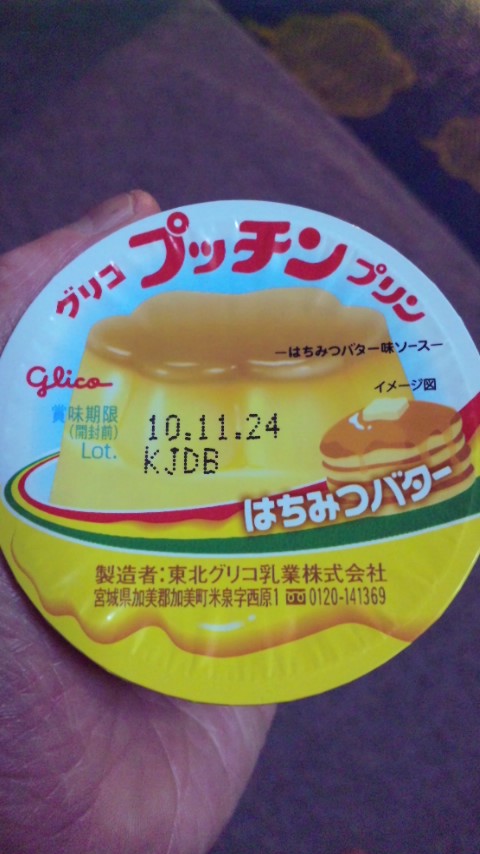 グリコ プッチン プリン
ーはちみつバター味ソースー
Glico
イメージ図
賞味期限
(開封前)
Lot.
10.11.24
KJDB
はちみつバター
製造者:東北グリコ乳業株式会社
宮城県加美郡加美町米泉字西原1 0120-141369